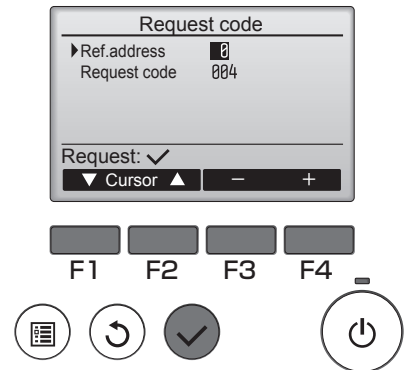 Request code
Ref.address 0
Request code 004
Request: ✓
▼ Cursor ▲ − +
F1 F2 F3 F4